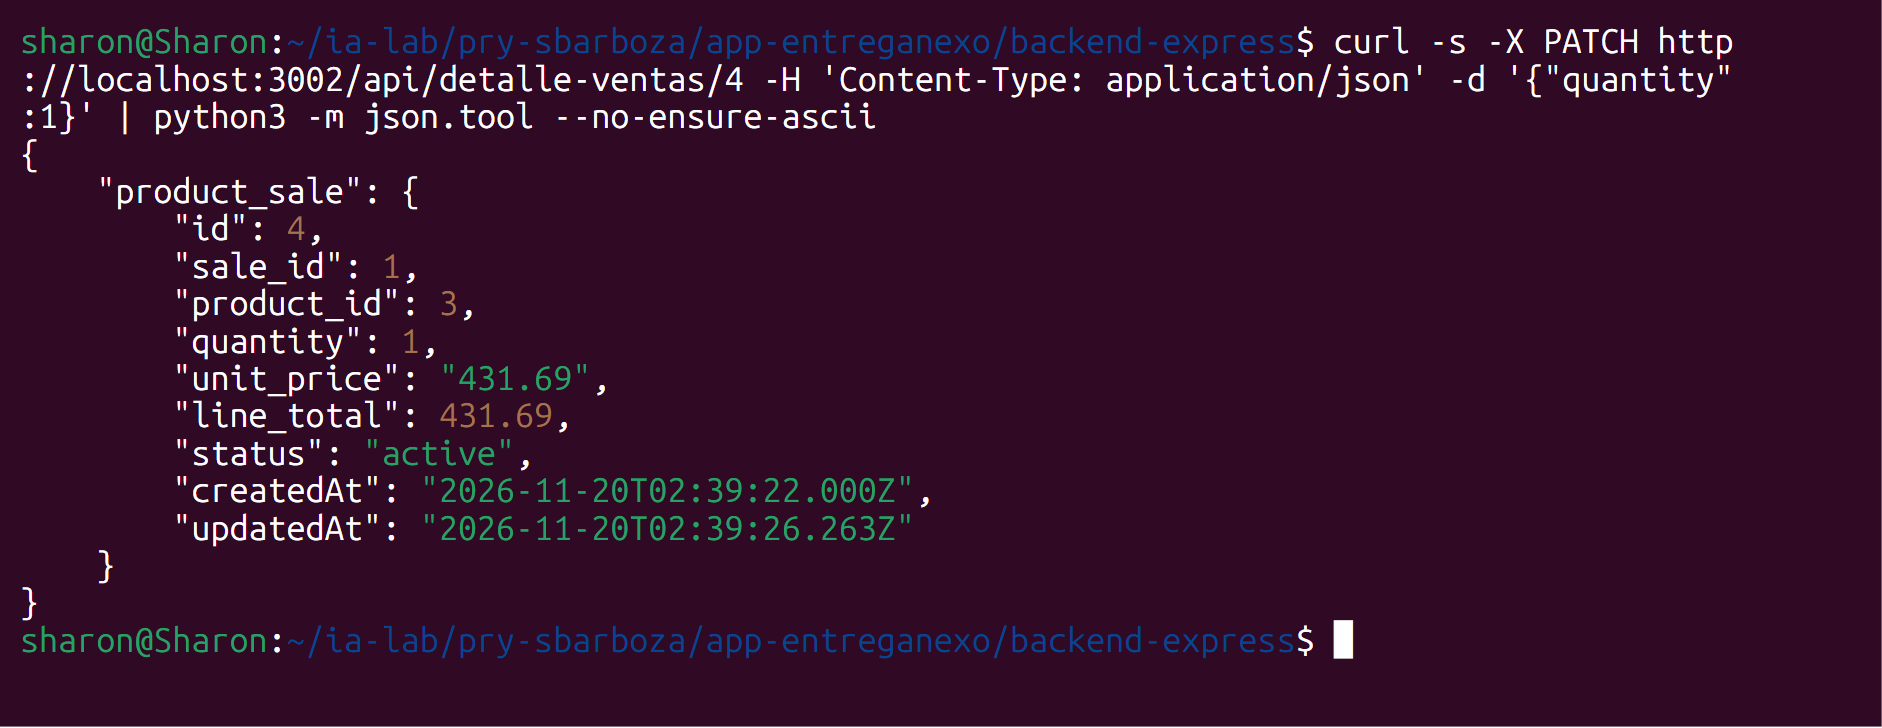 sharon@Sharon:~/ia-lab/pry-sbarboza/app-entreganexo/backend-express$ curl -s -X PATCH http
://localhost:3002/api/detalle-ventas/4 -H 'Content-Type: application/json' -d '{"quantity"
:1}' | python3 -m json.tool --no-ensure-ascii
{
    "product_sale": {
        "id": 4,
        "sale_id": 1,
        "product_id": 3,
        "quantity": 1,
        "unit_price": "431.69",
        "line_total": 431.69,
        "status": "active",
        "createdAt": "2026-11-20T02:39:22.000Z",
        "updatedAt": "2026-11-20T02:39:26.263Z"
    }
}
sharon@Sharon:~/ia-lab/pry-sbarboza/app-entreganexo/backend-express$